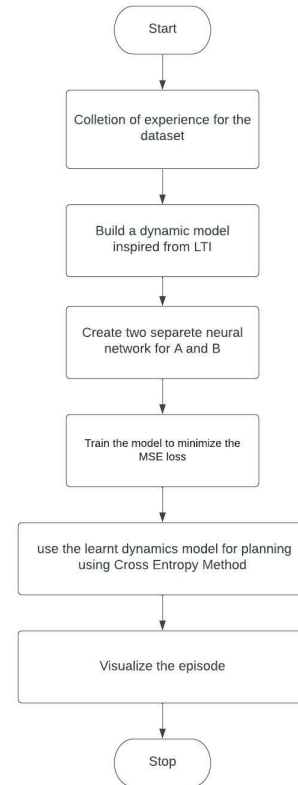 Start
Colletion of experience for the
dataset
Build a dynamic model
inspired from LTI
Create two separete neural
network for A and B
Train the model to minimize the
MSE loss
use the learnt dynamics model for planning
using Cross Entropy Method
Visualize the episode
Stop